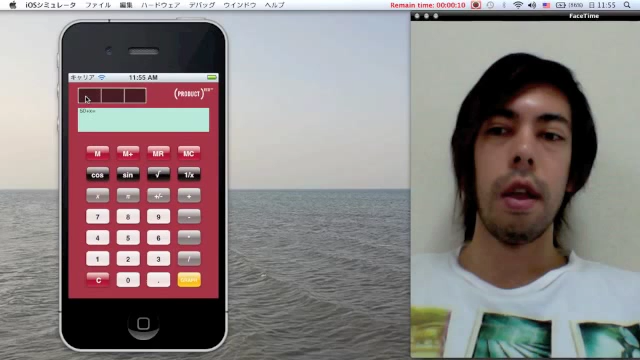 iOSシミュレータ ファイル 編集 ハードウェア デバッグ ウインドウ ヘルプ
Remain time: 00:00:10
(86%) 日 11:55
FaceTime
キャリア 11:55 AM
(PRODUCT)
M M+ MR MC
cos sin √ 1/x
π +/- +
7 8 9 -
4 5 6 *
1 2 3 /
C 0 .